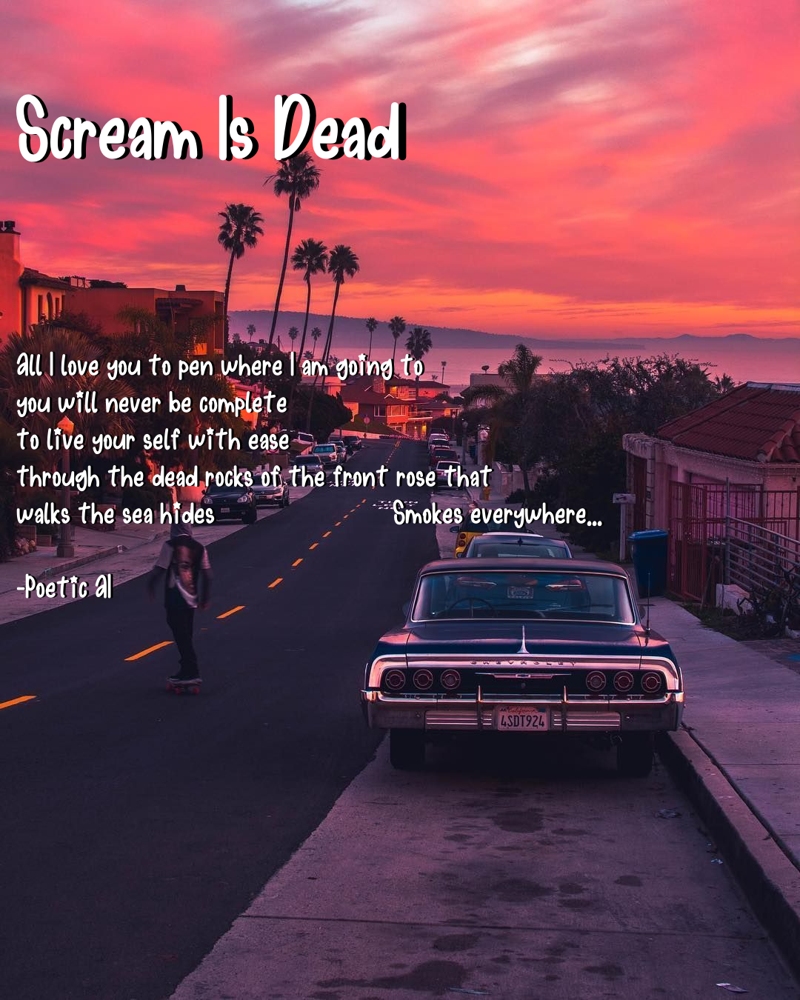 Scream Is Dead
All I love you to pen where I am going to
you will never be complete
to live your self with ease
through the dead rocks of the front rose that
walks the sea hides Smokes everywhere...
-Poetic Al
CHEVROLET
4SDT924